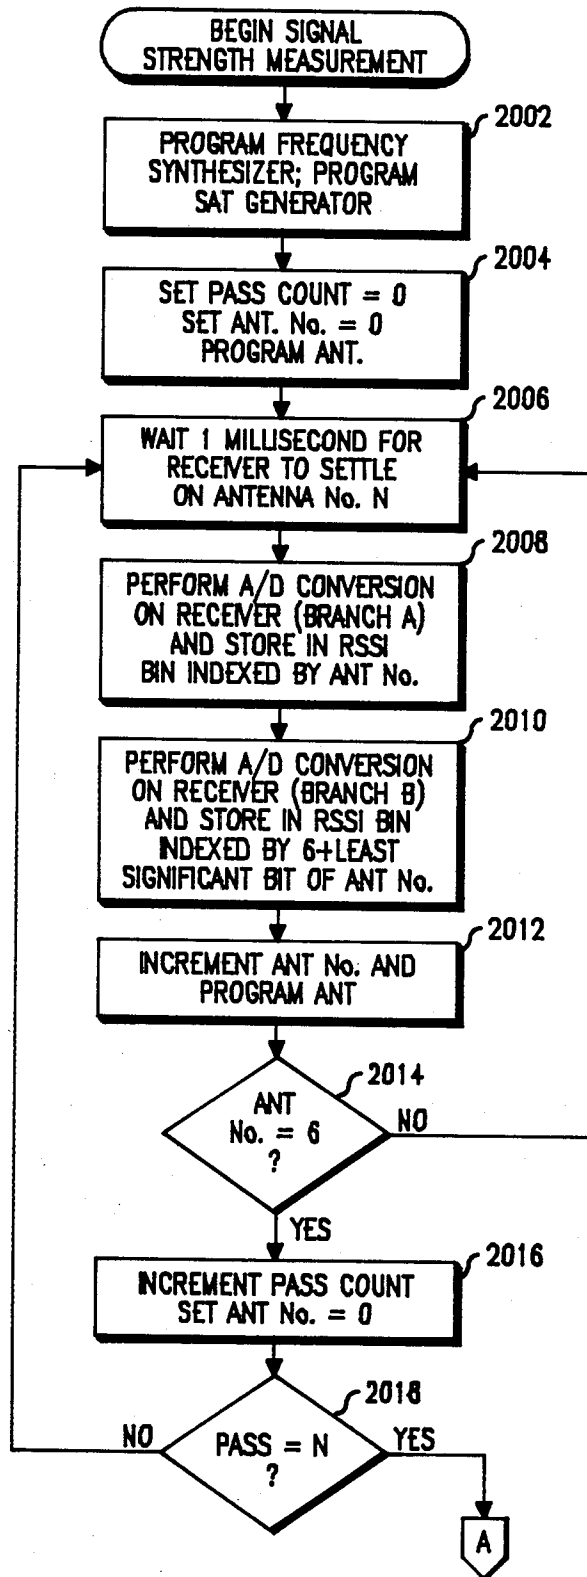 BEGIN SIGNAL
STRENGTH MEASUREMENT
2002
PROGRAM FREQUENCY
SYNTHESIZER; PROGRAM
SAT GENERATOR
2004
SET PASS COUNT = 0
SET ANT. No. = 0
PROGRAM ANT.
2006
WAIT 1 MILLISECOND FOR
RECEIVER TO SETTLE
ON ANTENNA No. N
2008
PERFORM A/D CONVERSION
ON RECEIVER (BRANCH A)
AND STORE IN RSSI
BIN INDEXED BY ANT No.
2010
PERFORM A/D CONVERSION
ON RECEIVER (BRANCH B)
AND STORE IN RSSI BIN
INDEXED BY 6+LEAST
SIGNIFICANT BIT OF ANT No.
2012
INCREMENT ANT No. AND
PROGRAM ANT
2014
ANT
No. = 6
?
NO
YES
2016
INCREMENT PASS COUNT
SET ANT No. = 0
2018
NO
PASS = N
?
YES
A